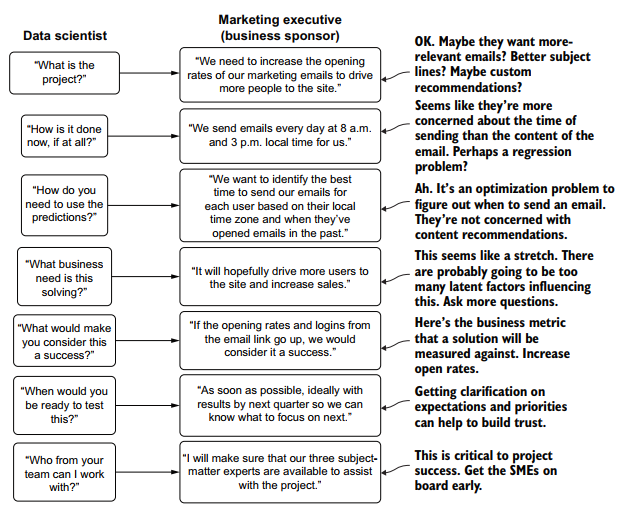 Data scientist
Marketing executive
(business sponsor)
“What is the
project?”
“We need to increase the opening
rates of our marketing emails to drive
more people to the site.”
OK. Maybe they want more-
relevant emails? Better subject
lines? Maybe custom
recommendations?
“How is it done
now, if at all?”
“We send emails every day at 8 a.m.
and 3 p.m. local time for us.”
Seems like they’re more
concerned about the time of
sending than the content of the
email. Perhaps a regression
problem?
“How do you
need to use the
predictions?”
“We want to identify the best
time to send our emails for
each user based on their local
time zone and when they’ve
opened emails in the past.”
Ah. It’s an optimization problem to
figure out when to send an email.
They’re not concerned with
content recommendations.
“What business
need is this
solving?”
“It will hopefully drive more users to
the site and increase sales.”
This seems like a stretch. There
are probably going to be too
many latent factors influencing
this. Ask more questions.
“What would make
you consider this
a success?”
“If the opening rates and logins from
the email link go up, we would
consider it a success.”
Here’s the business metric
that a solution will be
measured against. Increase
open rates.
“When would you
be ready to test
this?”
“As soon as possible, ideally with
results by next quarter so we can
know what to focus on next.”
Getting clarification on
expectations and priorities
can help to build trust.
“Who from your
team can I work
with?”
“I will make sure that our three subject-
matter experts are available to assist
with the project.”
This is critical to project
success. Get the SMEs on
board early.